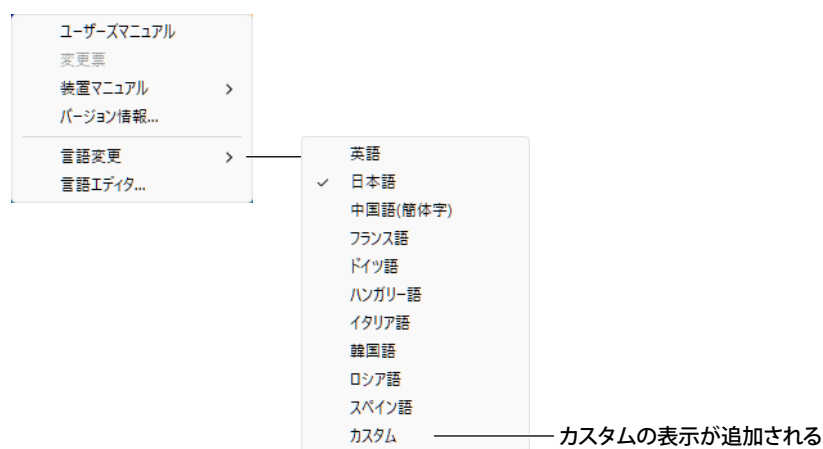 ユーザーズマニュアル
変更票
装置マニュアル
バージョン情報...
言語変更
言語エディタ...
英語
日本語
中国語(簡体字)
フランス語
ドイツ語
ハンガリー語
イタリア語
韓国語
ロシア語
スペイン語
カスタム
カスタムの表示が追加される